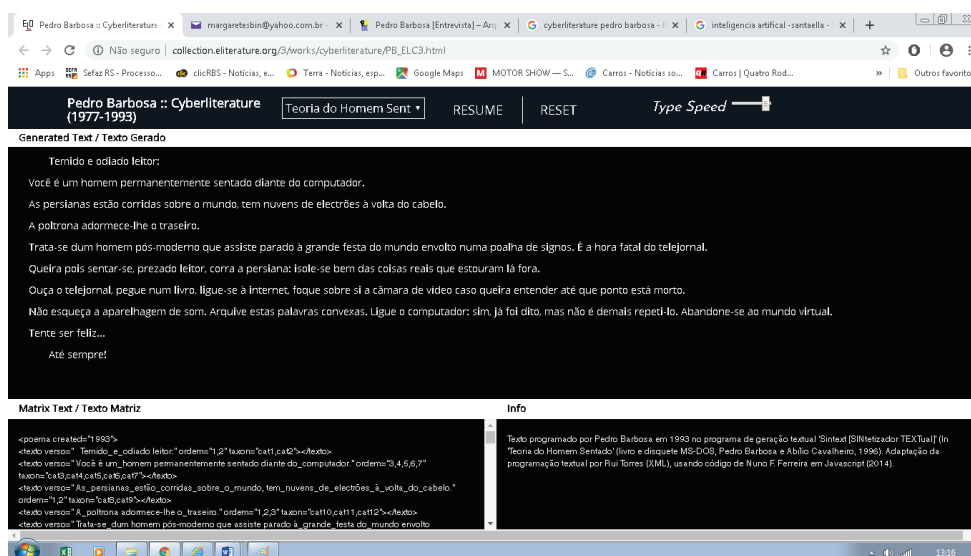 Pedro Barbosa :: Cyberliterature
margaretesbin@yahoo.com.br -
Pedro Barbosa [Entrevista] – Arq
cyberliterature pedro barbosa -
inteligencia artifical -santaella -
Não seguro | collection.eliterature.org/3/works/cyberliterature/PB_ELC3.html
Apps
Sefaz RS - Processo...
clicRBS - Notícias, e...
Terra - Notícias, esp...
Google Maps
MOTOR SHOW — S...
Carros - Notícias so...
Carros | Quatro Rod...
»
Outros favorito
Pedro Barbosa :: Cyberliterature
(1977-1993)
Teoria do Homem Sent
RESUME
RESET
Type Speed
Generated Text / Texto Gerado
Temido e odiado leitor:
Você é um homem permanentemente sentado diante do computador.
As persianas estão corridas sobre o mundo, tem nuvens de electrões à volta do cabelo.
A poltrona adormece-lhe o traseiro.
Trata-se dum homem pós-moderno que assiste parado à grande festa do mundo envolto numa poalha de signos. É a hora fatal do telejornal.
Queira pois sentar-se, prezado leitor, corra a persiana: isole-se bem das coisas reais que estouram lá fora.
Ouça o telejornal, pegue num livro, ligue-se à internet, foque sobre si a câmara de vídeo caso queira entender até que ponto está morto.
Não esqueça a aparelhagem de som. Arquive estas palavras convexas. Ligue o computador: sim, já foi dito, mas não é demais repeti-lo. Abandone-se ao mundo virtual.
Tente ser feliz...
Até sempre!
Matrix Text / Texto Matriz
<poema created="1993">
<texto verso=" Temido_e_odiado leitor:" ordem="1,2" taxon="cat1,cat2"></texto>
<texto verso=" Você é um_homem permanentemente sentado diante do_computador." ordem="3,4,5,6,7"
taxon="cat3,cat4,cat5,cat6,cat7"></texto>
<texto verso=" As_persianas_estão_corridas_sobre_o_mundo, tem_nuvens_de_electrões_à_volta_do_cabelo."
ordem="1,2" taxon="cat8,cat9"></texto>
<texto verso=" A_poltrona adormece-lhe o_traseiro." ordem="1,2,3" taxon="cat10,cat11,cat12"></texto>
<texto verso=" Trata-se_dum homem pós-moderno que assiste parado à_grande_festa do_mundo envolto
Info
Texto programado por Pedro Barbosa em 1993 no programa de geração textual 'Sintext [SINtetizador TEXTual]' (In
'Teoria do Homem Sentado' (livro e disquete MS-DOS, Pedro Barbosa e Abílio Cavalheiro, 1996). Adaptação da
programação textual por Rui Torres (XML), usando código de Nuno F. Ferreira em Javascript (2014).
13:16